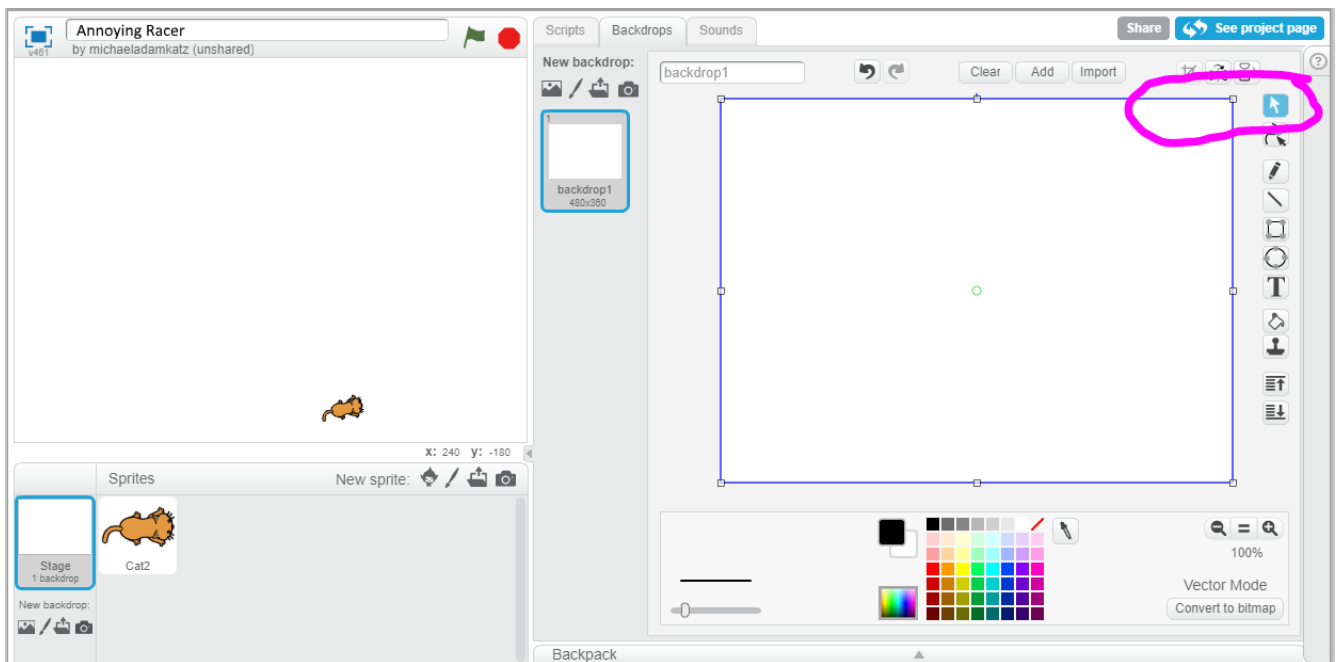 Annoying Racer
v461
by michaeladamkatz (unshared)
Scripts
Backdrops
Sounds
Share
See project page
New backdrop:
backdrop1
Clear
Add
Import
?
1
backdrop1
480x360
T
x: 240 y: -180
Sprites
New sprite:
Stage
1 backdrop
Cat2
New backdrop:
100%
Vector Mode
Convert to bitmap
Backpack